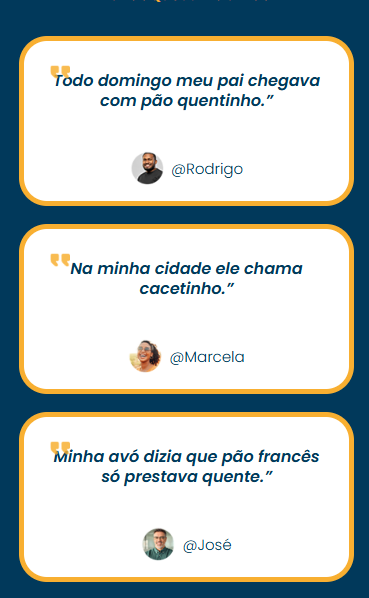 Todo domingo meu pai chegava
com pão quentinho.”
@Rodrigo
Na minha cidade ele chama
cacetinho.”
@Marcela
Minha avó dizia que pão francês
só prestava quente.”
@José